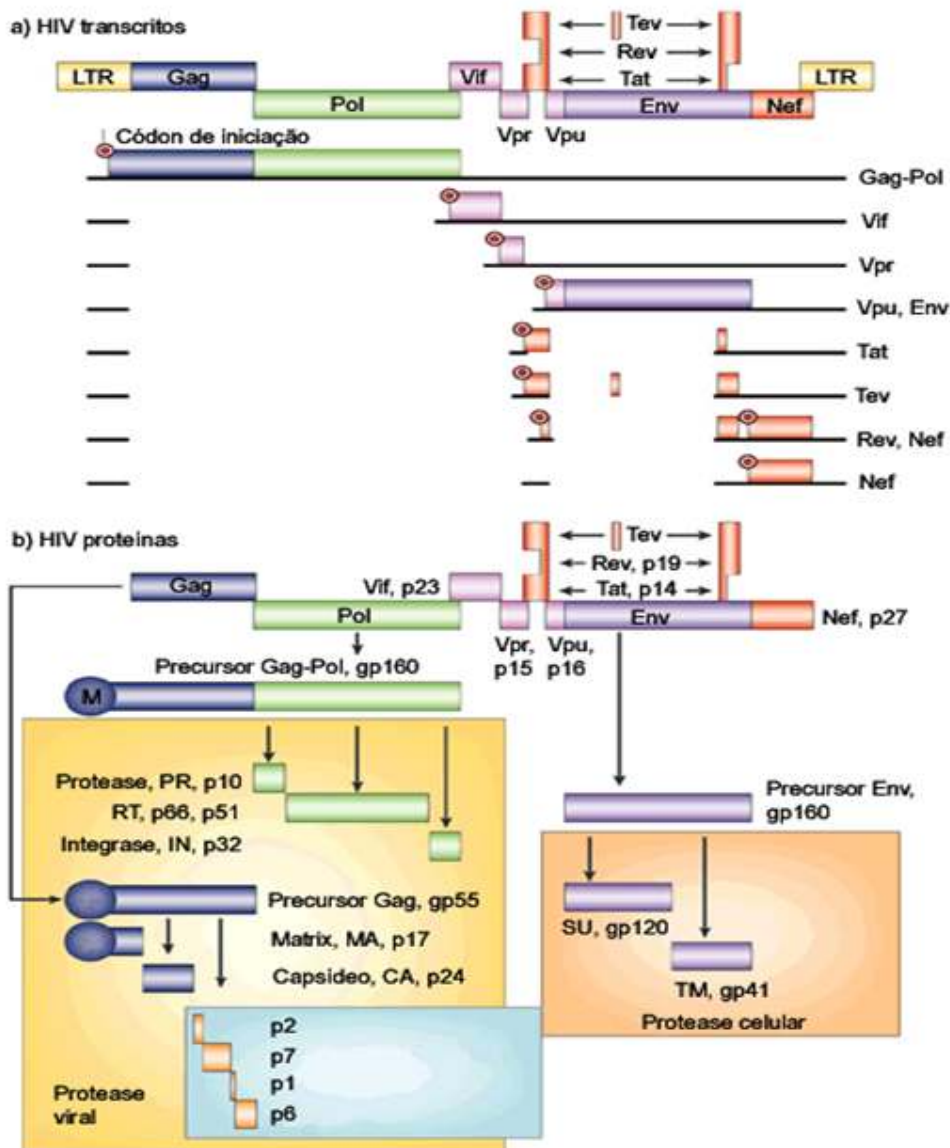 a) HIV transcritos
Tev
Rev
Tat
LTR
Gag
Vif
LTR
Pol
Env
Nef
Vpr
Vpu
Códon de iniciação
Gag-Pol
Vif
Vpr
Vpu, Env
Tat
Tev
Rev, Nef
Nef
b) HIV proteínas
Tev
Rev, p19
Tat, p14
Gag
Vif, p23
Pol
Env
Nef, p27
Vpr,
p15
Vpu,
p16
Precursor Gag-Pol, gp160
M
Protease, PR, p10
RT, p66, p51
Integrase, IN, p32
Precursor Env,
gp160
Precursor Gag, gp55
Matrix, MA, p17
Capsideo, CA, p24
SU, gp120
TM, gp41
Protease celular
p2
p7
p1
p6
Protease
viral